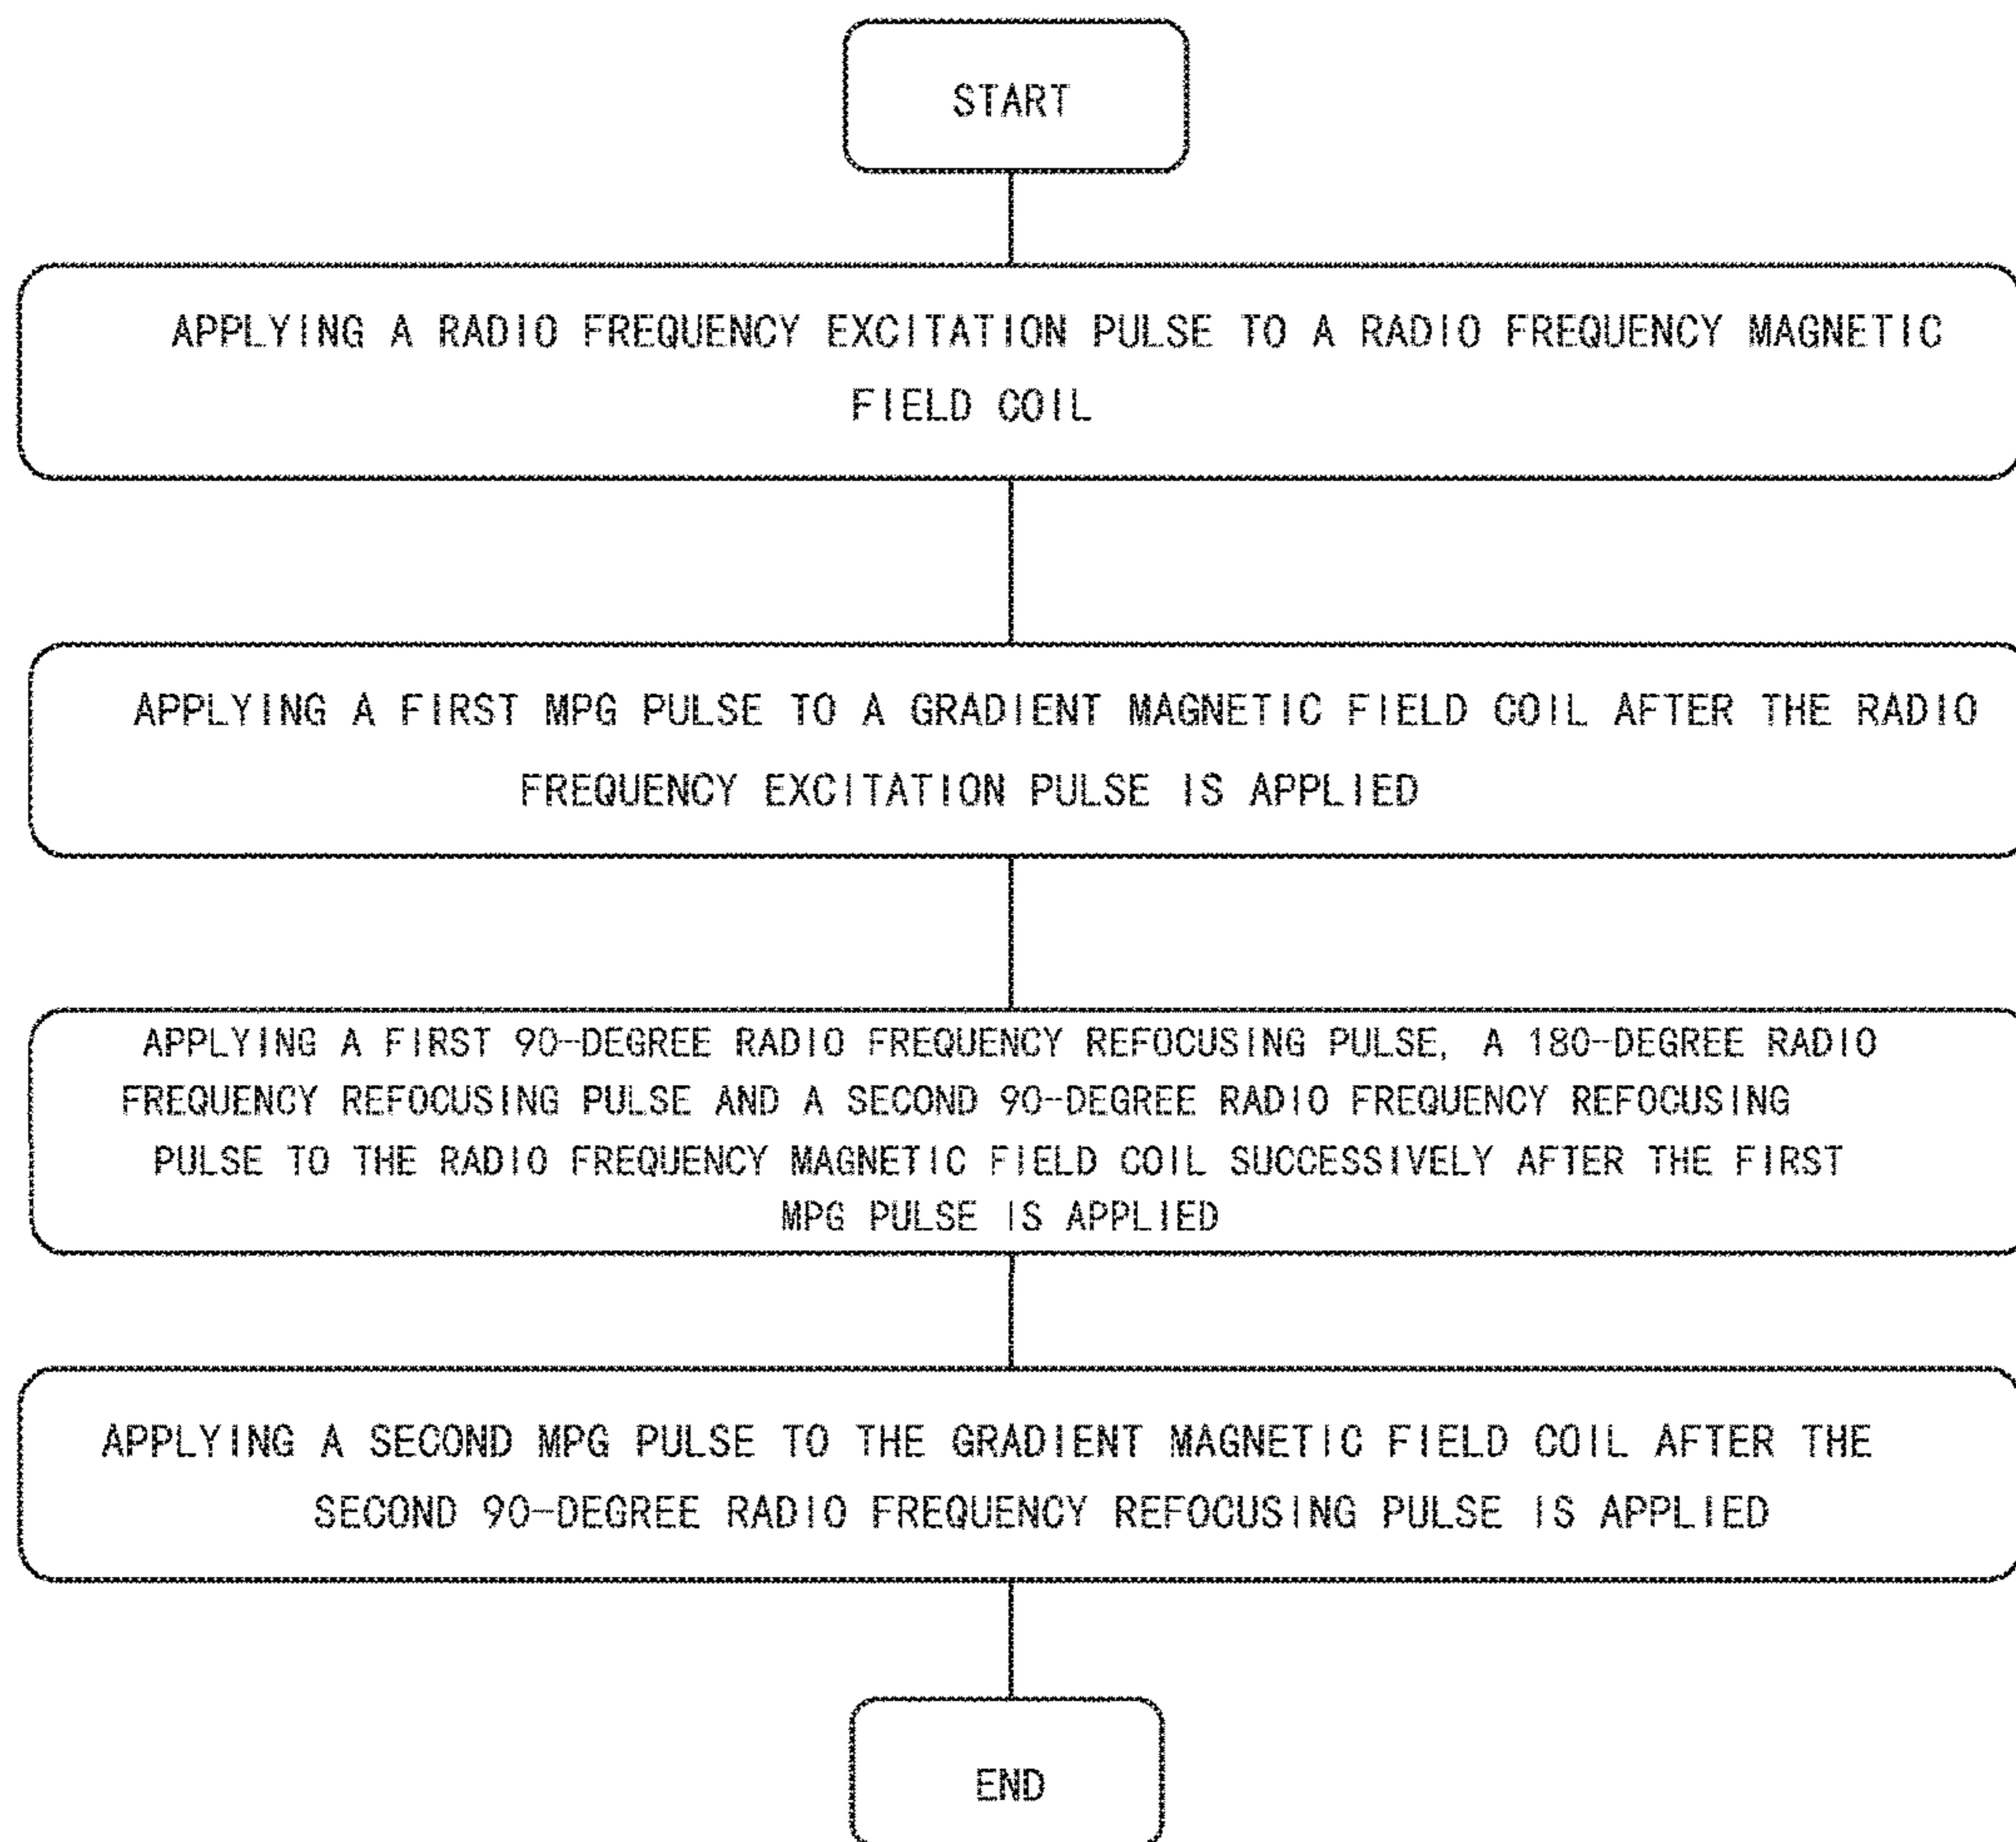 START
APPLYING A RADIO FREQUENCY EXCITATION PULSE TO A RADIO FREQUENCY MAGNETIC
FIELD COIL
APPLYING A FIRST MPG PULSE TO A GRADIENT MAGNETIC FIELD COIL AFTER THE RADIO
FREQUENCY EXCITATION PULSE IS APPLIED
APPLYING A FIRST 90-DEGREE RADIO FREQUENCY REFOCUSING PULSE, A 180-DEGREE RADIO
FREQUENCY REFOCUSING PULSE AND A SECOND 90-DEGREE RADIO FREQUENCY REFOCUSING
PULSE TO THE RADIO FREQUENCY MAGNETIC FIELD COIL SUCCESSIVELY AFTER THE FIRST
MPG PULSE IS APPLIED
APPLYING A SECOND MPG PULSE TO THE GRADIENT MAGNETIC FIELD COIL AFTER THE
SECOND 90-DEGREE RADIO FREQUENCY REFOCUSING PULSE IS APPLIED
END